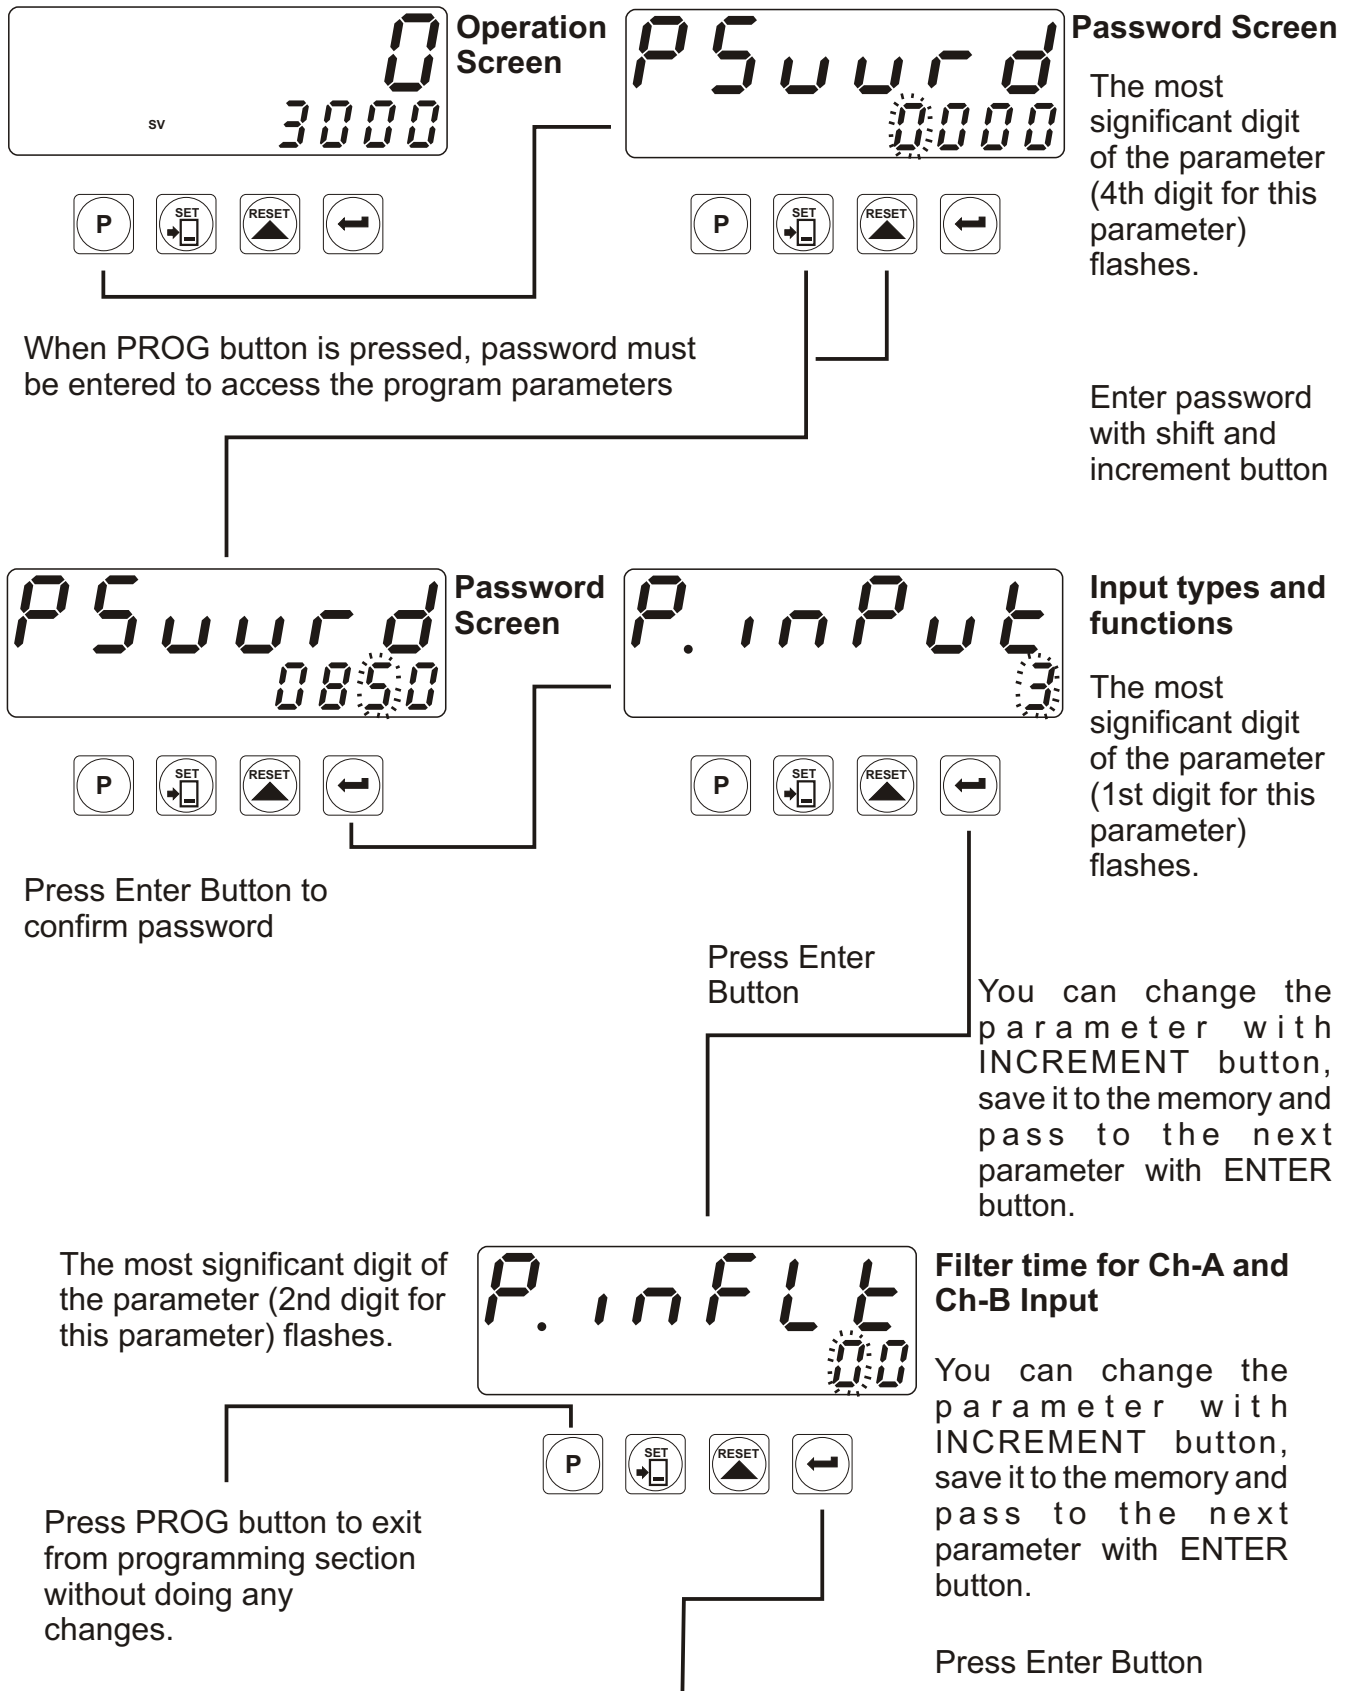 0
Operation
Screen
SV
3000
P
SET
RESET
PSuurd
0000
Password Screen
The most
significant digit
of the parameter
(4th digit for this
parameter)
flashes.
P
SET
RESET
When PROG button is pressed, password must
be entered to access the program parameters
Enter password
with shift and
increment button
PSuurd
0850
Password
Screen
P
SET
RESET
Press Enter Button to
confirm password
P.inPut
3
Input types and
functions
The most
significant digit
of the parameter
(1st digit for this
parameter)
flashes.
P
SET
RESET
Press Enter
Button
You can change the
parameter with
INCREMENT button,
save it to the memory and
pass to the next
parameter with ENTER
button.
The most significant digit of
the parameter (2nd digit for
this parameter) flashes.
P.inFLt
00
Filter time for Ch-A and
Ch-B Input
You can change the
parameter with
INCREMENT button,
save it to the memory and
pass to the next
parameter with ENTER
button.
P
SET
RESET
Press PROG button to exit
from programming section
without doing any
changes.
Press Enter Button